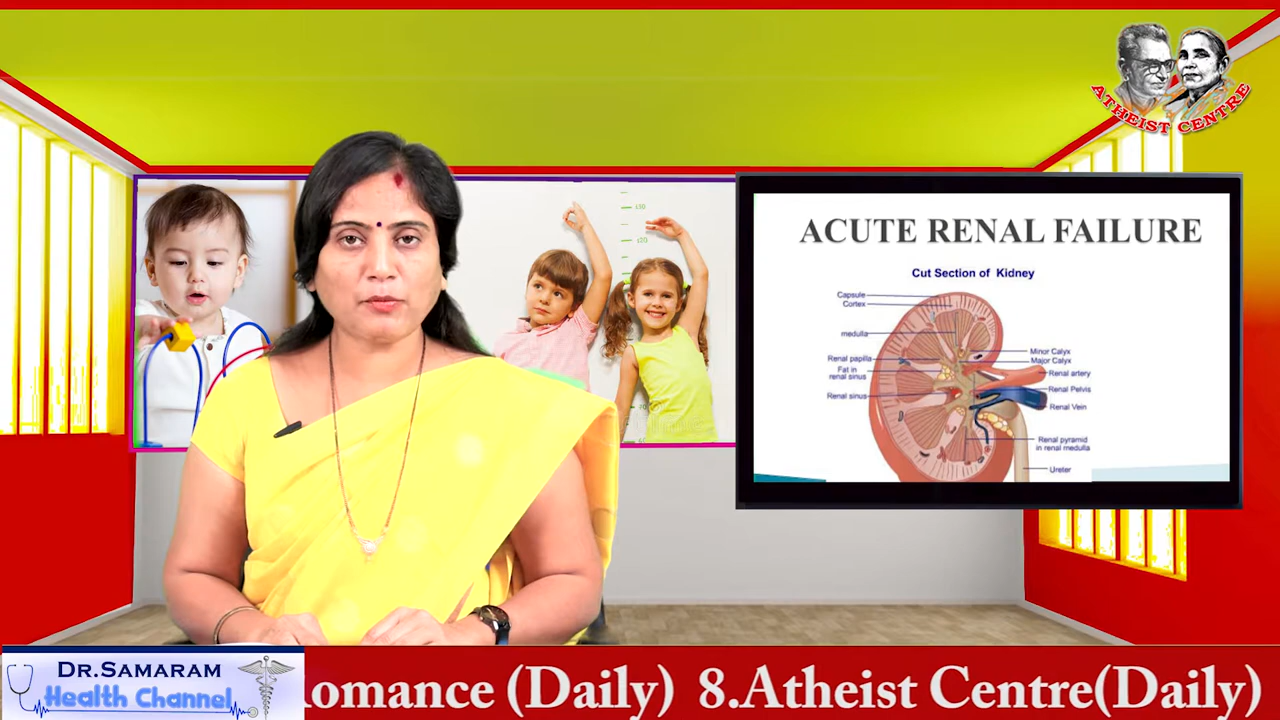 ATHEIST CENTRE
ACUTE RENAL FAILURE
Cut Section of Kidney
Capsule
Cortex
medulla
Renal papilla
Fat in
renal sinus
Renal sinus
Minor Calyx
Major Calyx
Renal artery
Renal Pelvis
Renal Vein
Renal pyramid
in renal medulla
Ureter
DR.SAMARAM
Health Channel
omance (Daily) 8.Atheist Centre(Daily)